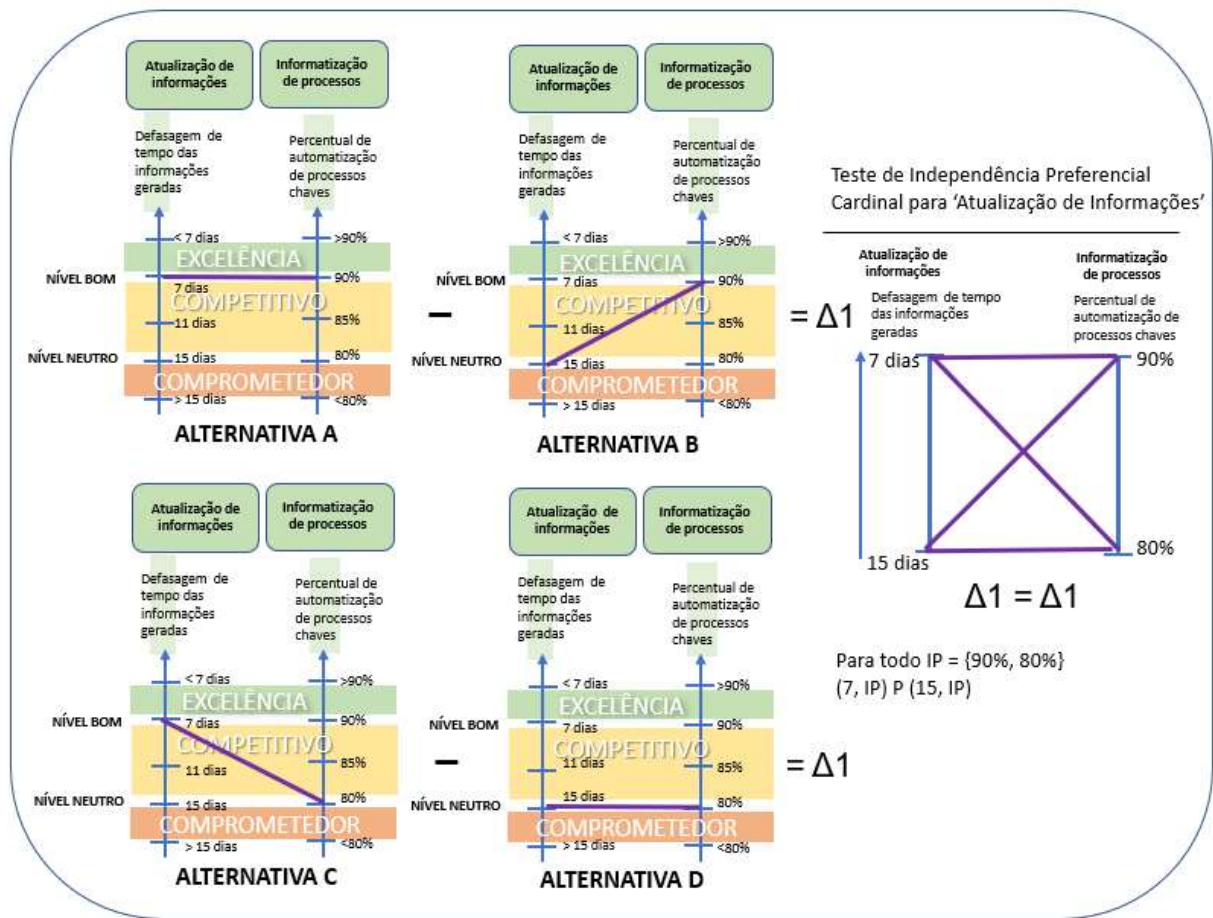 Atualização de
informações
Informatização
de processos
Defasagem de
tempo das
informações
geradas
Percentual de
automatização
de processos
chaves
< 7 dias
>90%
EXCELÊNCIA
NÍVEL BOM
7 dias
90%
COMPETITIVO
11 dias
85%
NÍVEL NEUTRO
15 dias
80%
COMPROMETEDOR
> 15 dias
<80%
ALTERNATIVA A
–
Atualização de
informações
Informatização
de processos
Defasagem de
tempo das
informações
geradas
Percentual de
automatização
de processos
chaves
< 7 dias
>90%
EXCELÊNCIA
NÍVEL BOM
7 dias
90%
COMPETITIVO
11 dias
85%
NÍVEL NEUTRO
15 dias
80%
COMPROMETEDOR
> 15 dias
<80%
ALTERNATIVA B
= Δ1
Atualização de
informações
Informatização
de processos
Defasagem de
tempo das
informações
geradas
Percentual de
automatização
de processos
chaves
< 7 dias
>90%
EXCELÊNCIA
NÍVEL BOM
7 dias
90%
COMPETITIVO
11 dias
85%
NÍVEL NEUTRO
15 dias
80%
COMPROMETEDOR
> 15 dias
<80%
ALTERNATIVA C
–
Atualização de
informações
Informatização
de processos
Defasagem de
tempo das
informações
geradas
Percentual de
automatização
de processos
chaves
< 7 dias
>90%
EXCELÊNCIA
NÍVEL BOM
7 dias
90%
COMPETITIVO
11 dias
85%
NÍVEL NEUTRO
15 dias
80%
COMPROMETEDOR
> 15 dias
<80%
ALTERNATIVA D
= Δ1
Teste de Independência Preferencial
Cardinal para ‘Atualização de Informações’
Atualização de
informações
Informatização
de processos
Defasagem de tempo
das informações
geradas
Percentual de
automatização de
processos chaves
7 dias
90%
15 dias
80%
Δ1 = Δ1
Para todo IP = {90%, 80%}
(7, IP) P (15, IP)